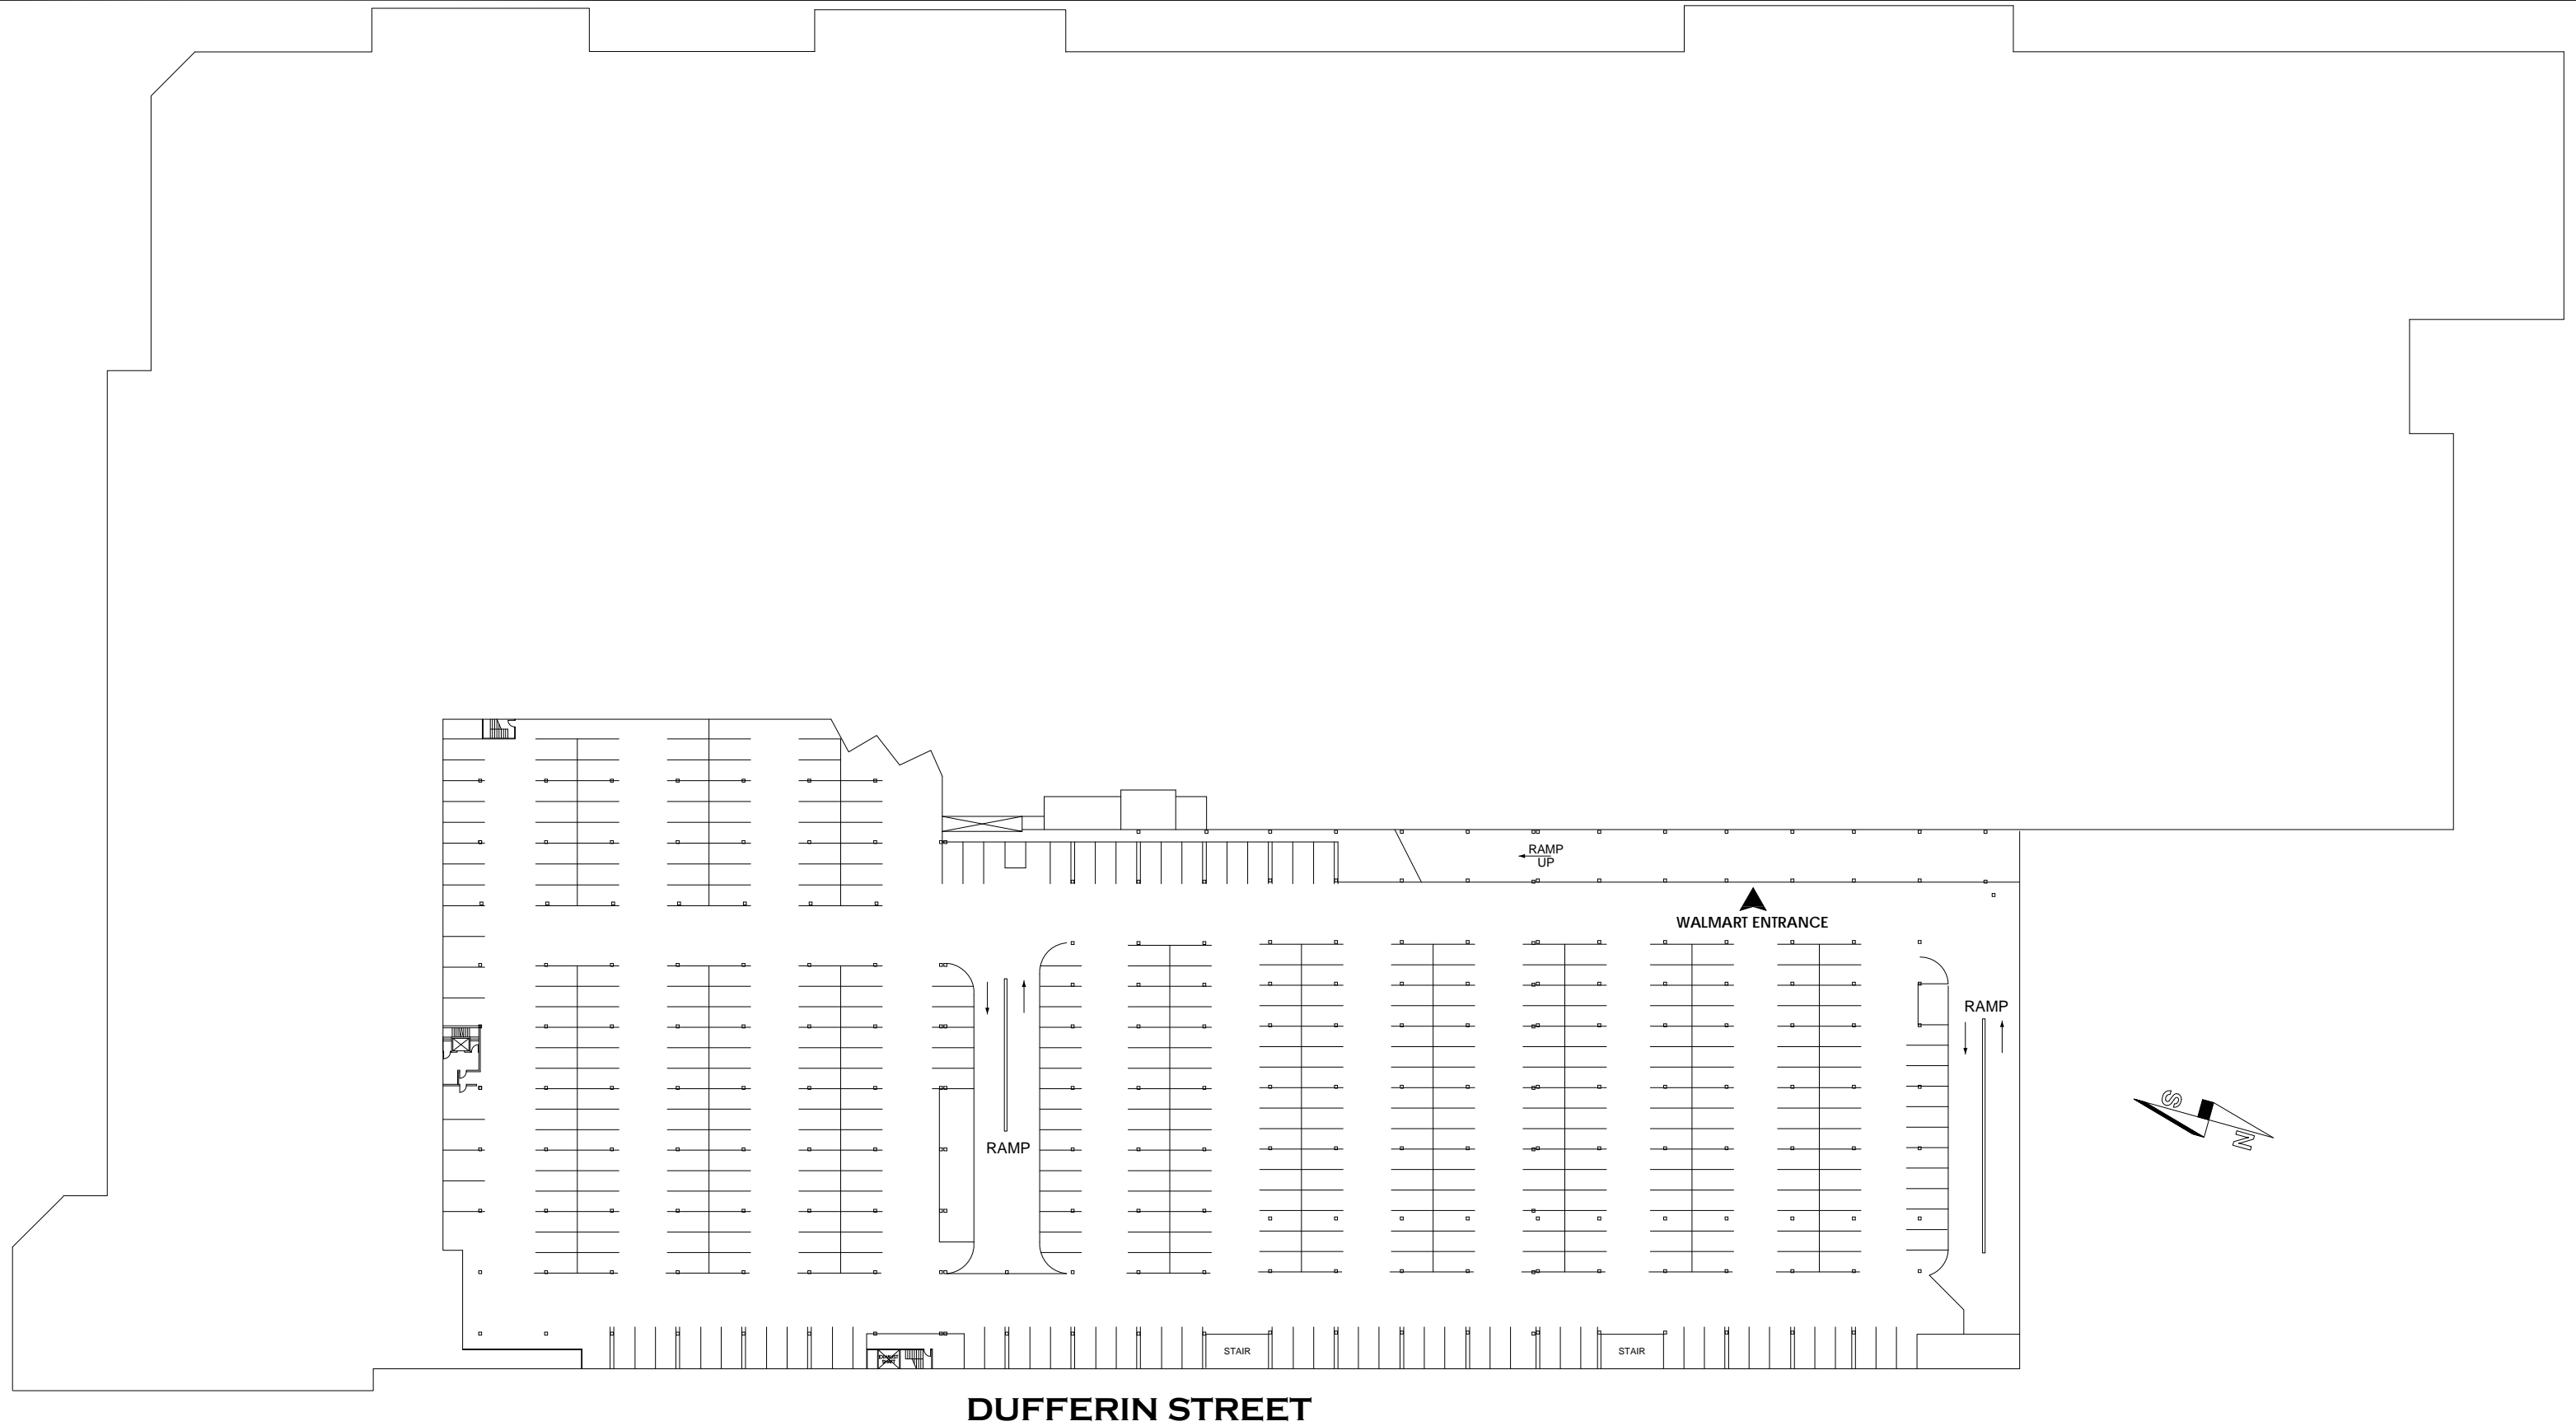 RAMP
UP
WALMART ENTRANCE
RAMP
S
N
RAMP
STAIR
STAIR
DUFFERIN STREET